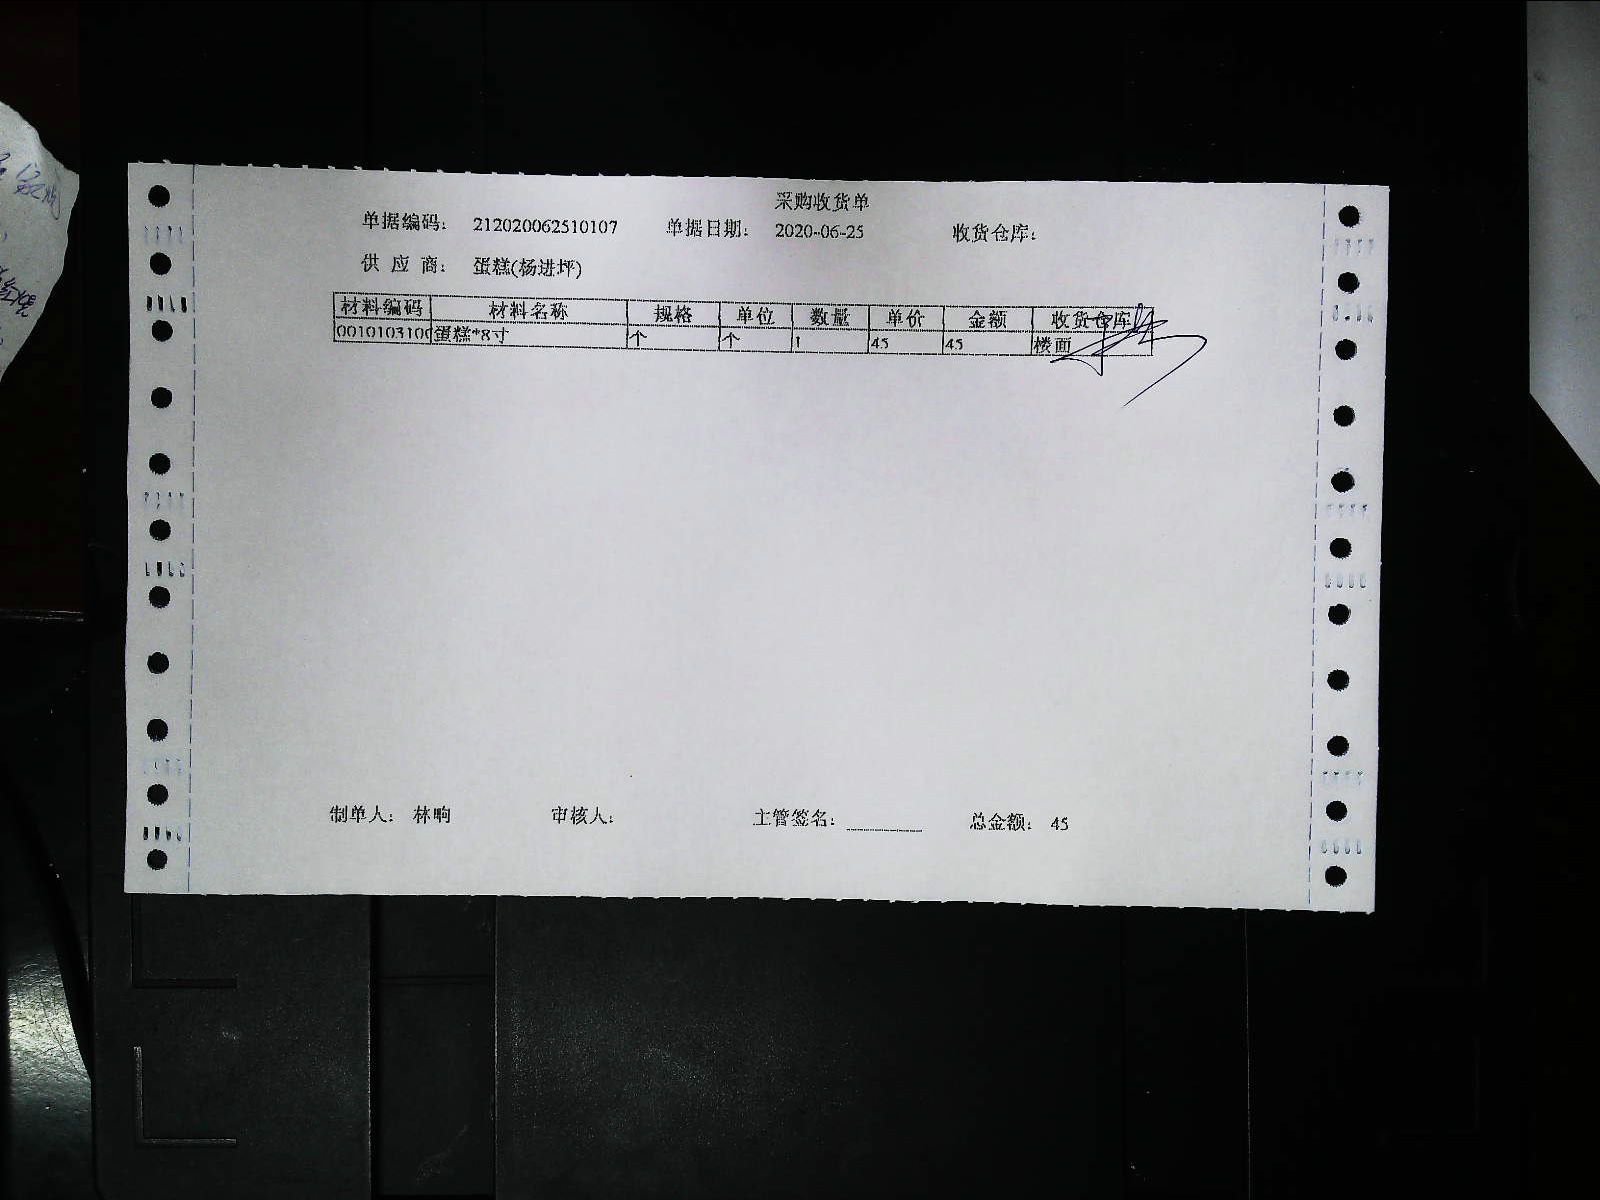 采购收货单
单据编码： 212020062510107 单据日期： 2020-06-25 收货仓库：
供 应 商： 蛋糕(杨进坪)
材料编码 材料名称 规格 单位 数量 单价 金额 收货仓库
0010103100 蛋糕*8寸 个 个 1 45 45 楼面
制单人： 林晌 审核人： 主管签名： 总金额： 45